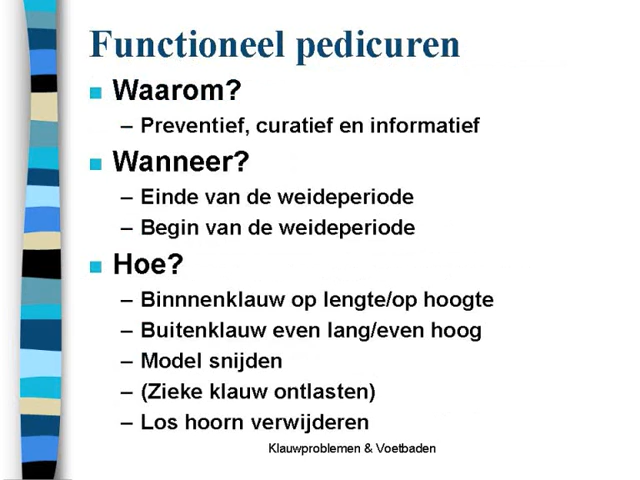 Functioneel pedicuren
Waarom?
– Preventief, curatief en informatief
Wanneer?
– Einde van de weideperiode
– Begin van de weideperiode
Hoe?
– Binnnenklauw op lengte/op hoogte
– Buitenklauw even lang/even hoog
– Model snijden
– (Zieke klauw ontlasten)
– Los hoorn verwijderen
Klauwproblemen & Voetbaden